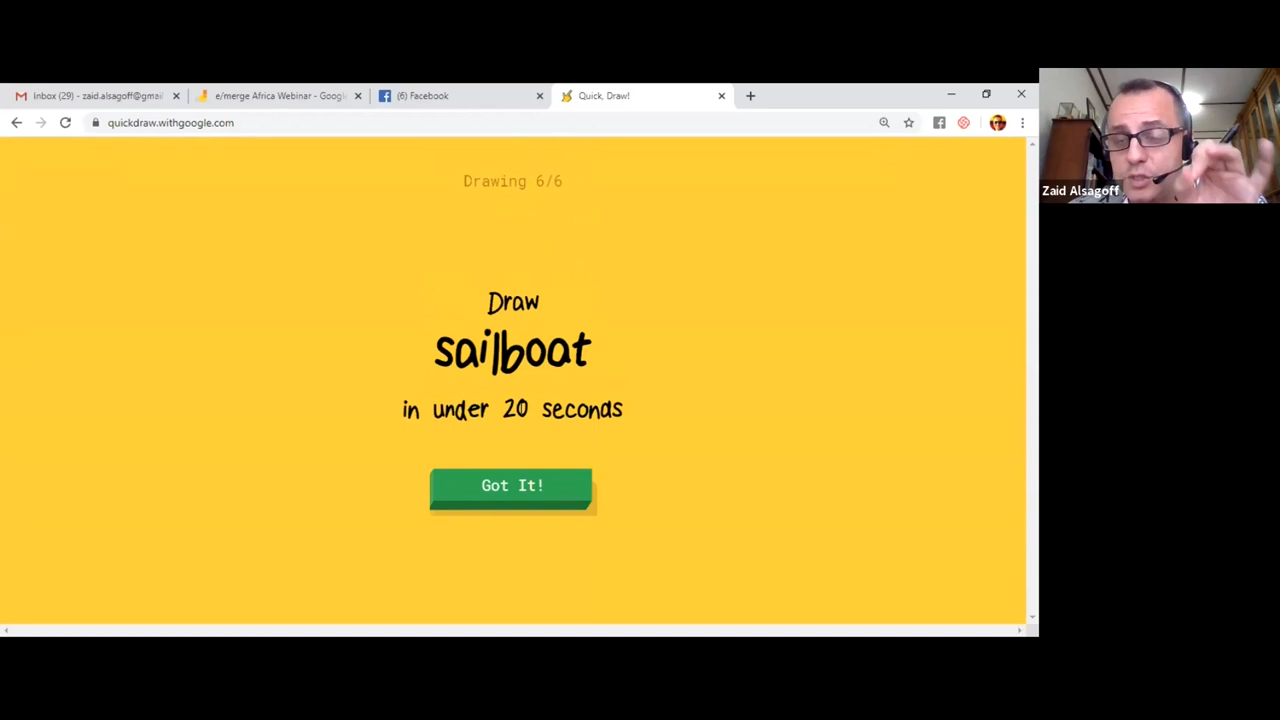 Inbox (29) - zaid.alsagoff@gmai
e/merge Africa Webinar - Google
(6) Facebook
Quick, Draw!
quickdraw.withgoogle.com
Zaid Alsagoff
Drawing 6/6
Draw
sailboat
in under 20 seconds
Got It!